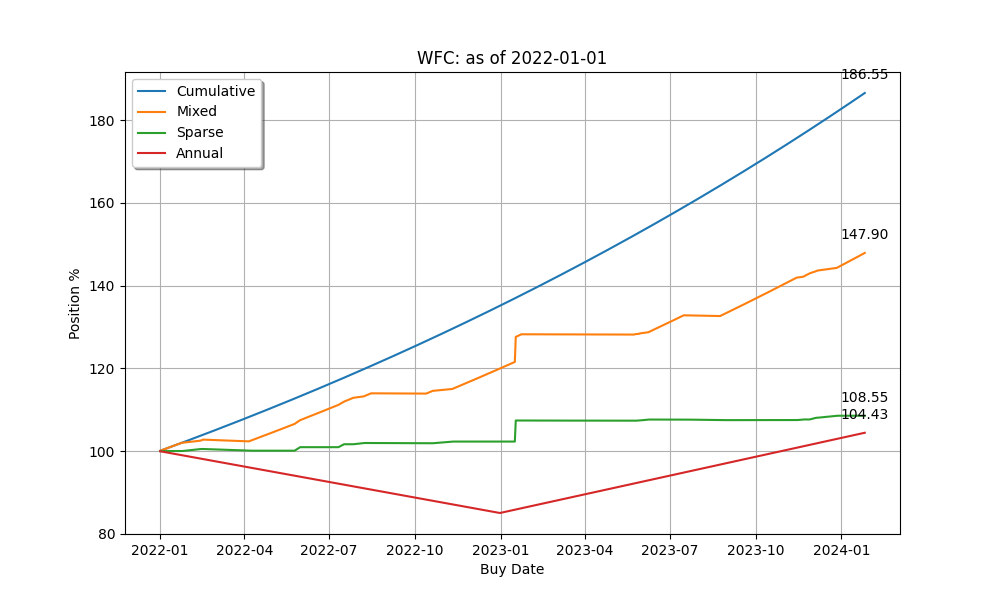 WFC: as of 2022-01-01
186.55
Cumulative
Mixed
Sparse
Annual
180
160
147.90
140
120
108.55
104.43
100
80
Position %
2022-01 2022-04 2022-07 2022-10 2023-01 2023-04 2023-07 2023-10 2024-01
Buy Date